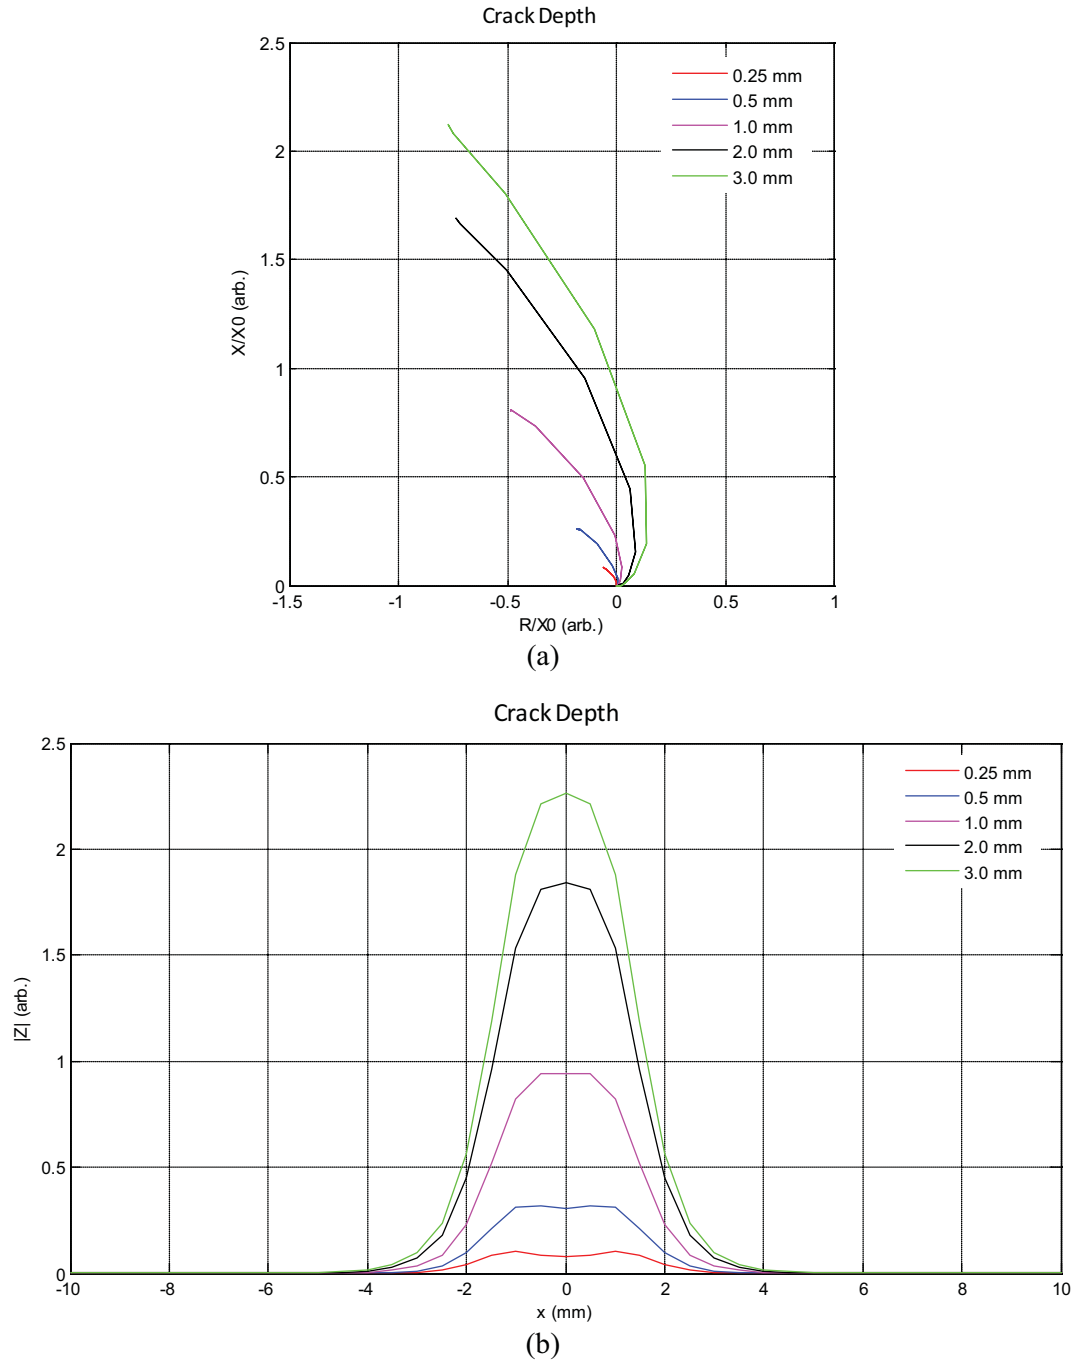 Crack Depth
2.5
2
1.5
1
0.5
0
X/X0 (arb.)
0.25 mm
0.5 mm
1.0 mm
2.0 mm
3.0 mm
-1.5 -1 -0.5 0 0.5 1
R/X0 (arb.)
(a)
Crack Depth
2.5
2
1.5
1
0.5
0
|Z| (arb.)
0.25 mm
0.5 mm
1.0 mm
2.0 mm
3.0 mm
-10 -8 -6 -4 -2 0 2 4 6 8 10
x (mm)
(b)